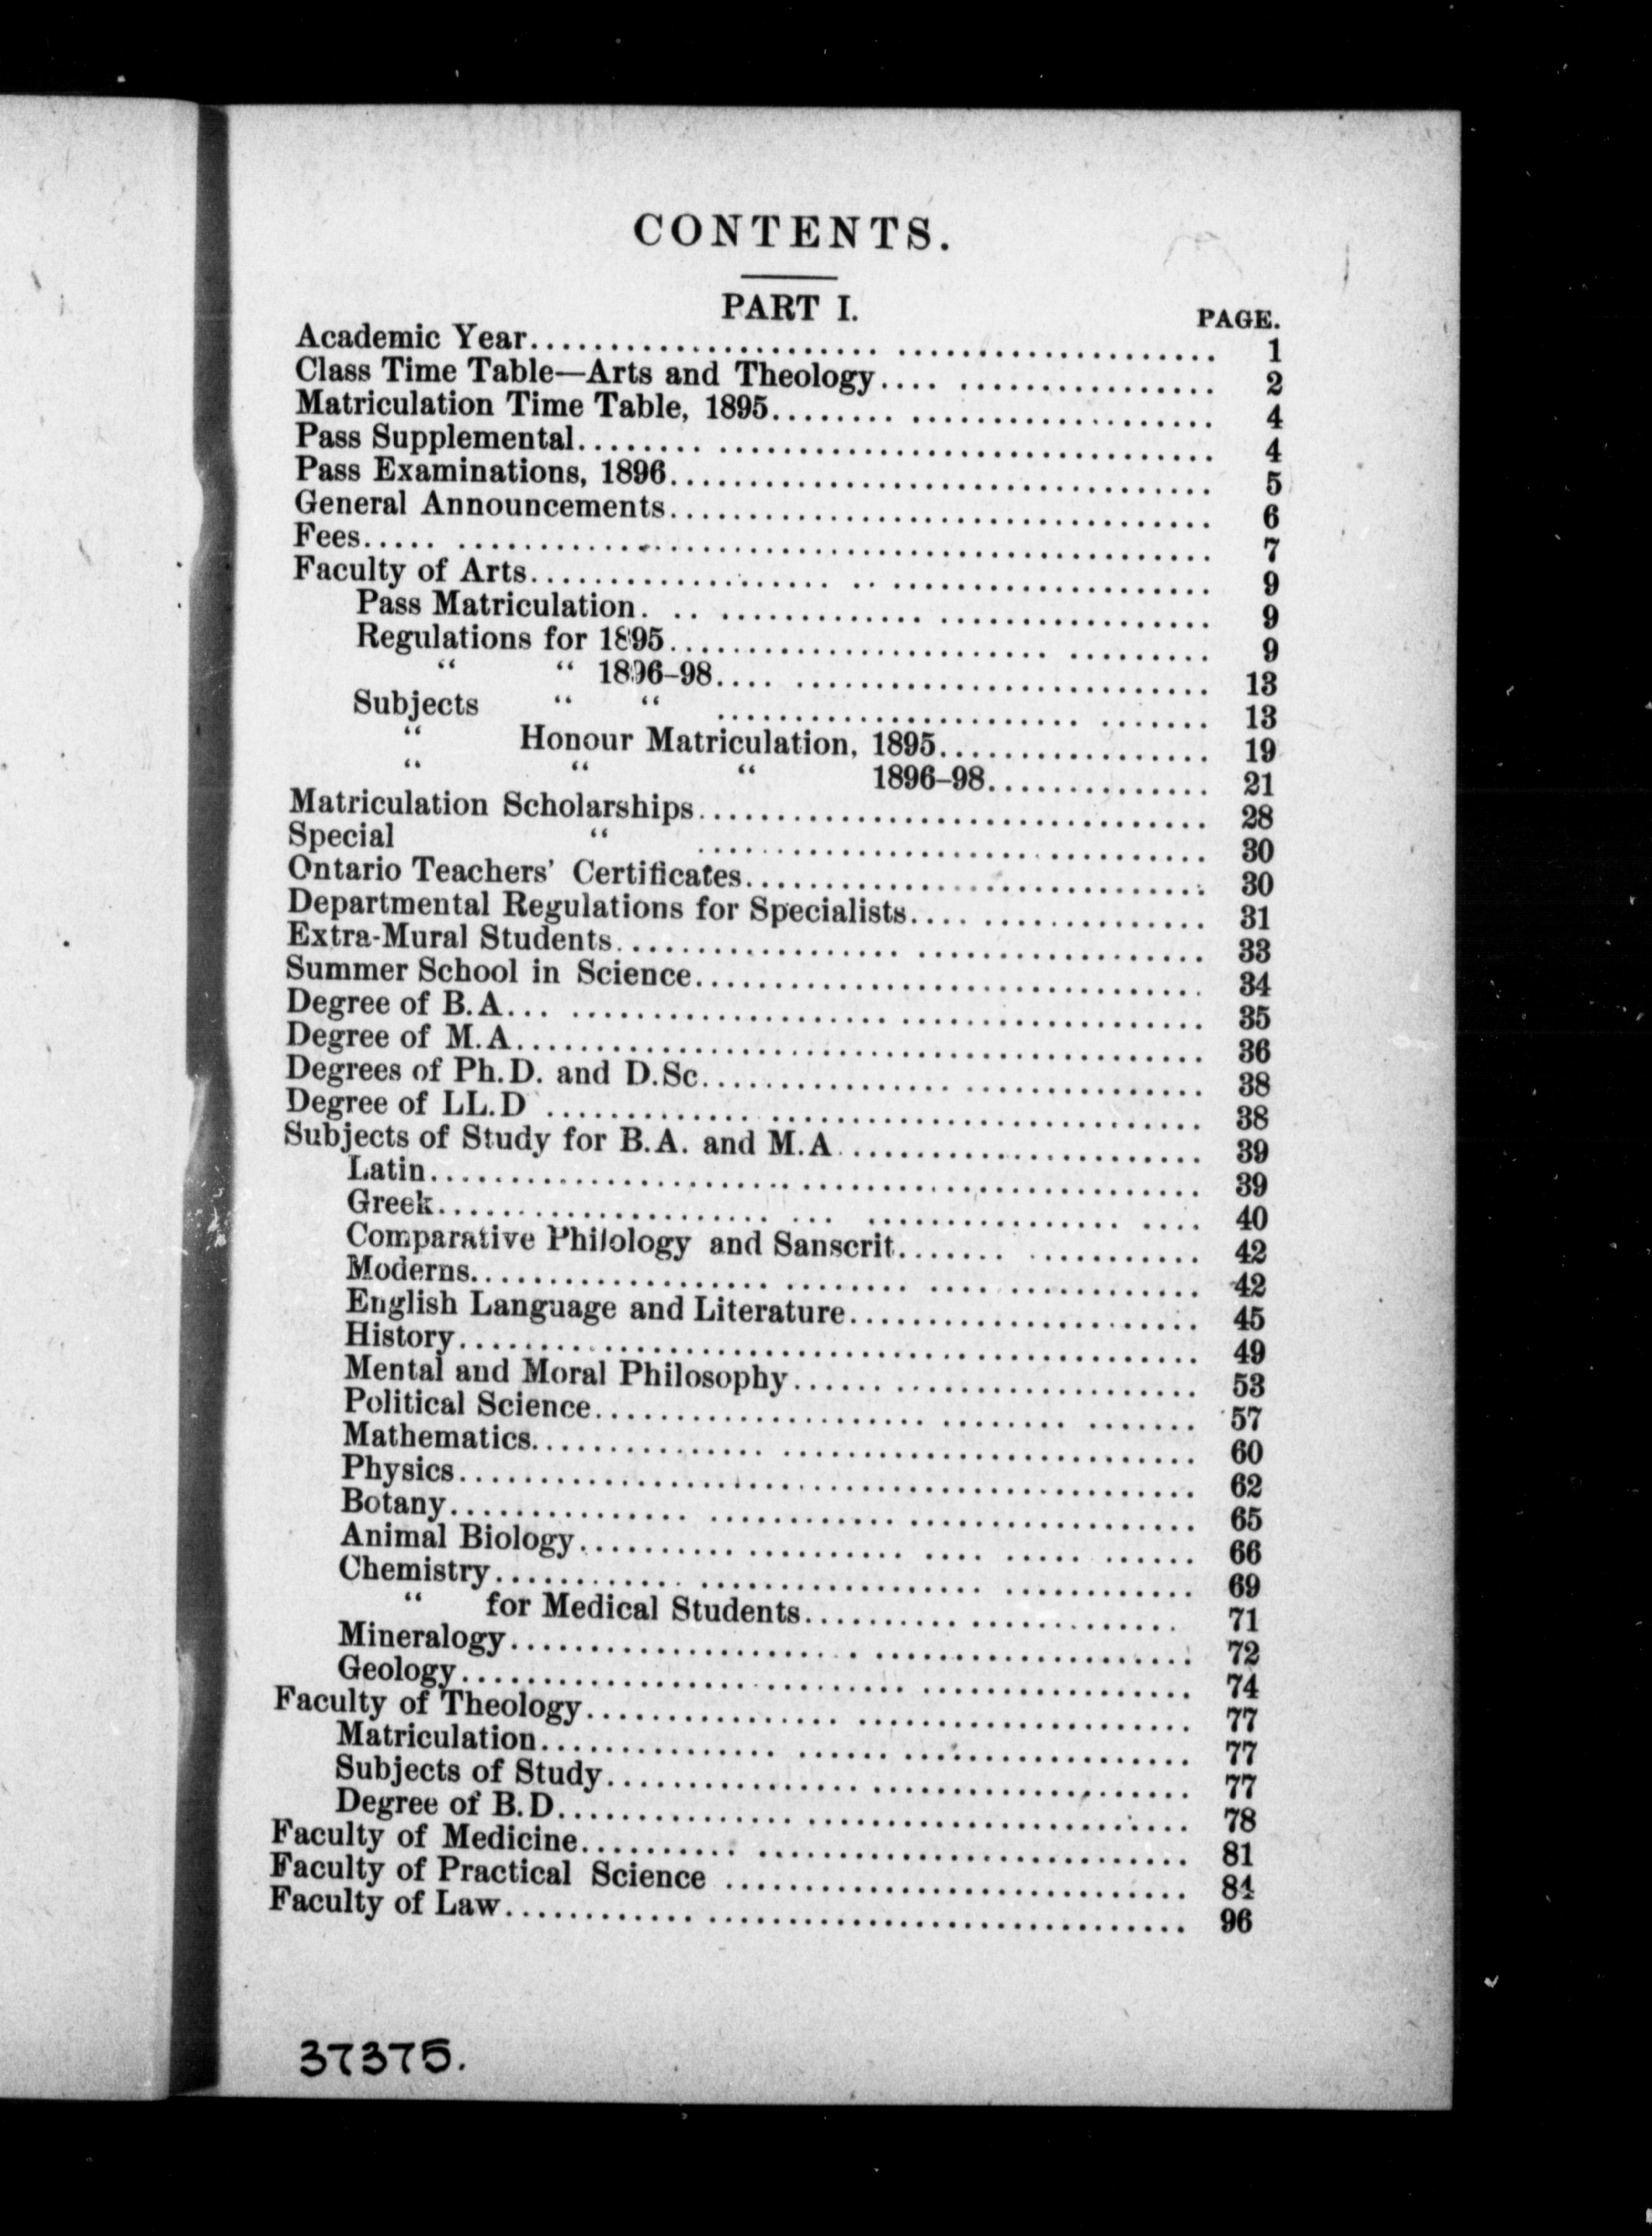 CONTENTS.
PART I.
PAGE.
Academic Year........................................ 1
Class Time Table—Arts and Theology.................... 2
Matriculation Time Table, 1895........................ 4
Pass Supplemental.................................... 4
Pass Examinations, 1896.............................. 5
General Announcements................................ 6
Fees................................................. 7
Faculty of Arts...................................... 9
Pass Matriculation................................... 9
Regulations for 1895................................. 9
“ “ 1896-98.......................................... 13
Subjects “ “ ........................................ 13
“ Honour Matriculation, 1895......................... 19
“ “ “ 1896-98........................................ 21
Matriculation Scholarships........................... 28
Special “ ........................................... 30
Ontario Teachers’ Certificates....................... 30
Departmental Regulations for Specialists............. 31
Extra-Mural Students................................. 33
Summer School in Science............................. 34
Degree of B.A........................................ 35
Degree of M.A........................................ 36
Degrees of Ph.D. and D.Sc............................ 38
Degree of LL.D ...................................... 38
Subjects of Study for B.A. and M.A................... 39
Latin................................................ 39
Greek................................................ 40
Comparative Philology and Sanscrit................... 42
Moderns.............................................. 42
English Language and Literature...................... 45
History.............................................. 49
Mental and Moral Philosophy.......................... 53
Political Science.................................... 57
Mathematics.......................................... 60
Physics.............................................. 62
Botany............................................... 65
Animal Biology....................................... 66
Chemistry............................................ 69
“ for Medical Students............................... 71
Mineralogy........................................... 72
Geology.............................................. 74
Faculty of Theology.................................. 77
Matriculation........................................ 77
Subjects of Study.................................... 77
Degree of B.D........................................ 78
Faculty of Medicine.................................. 81
Faculty of Practical Science ........................ 84
Faculty of Law....................................... 96
37375.